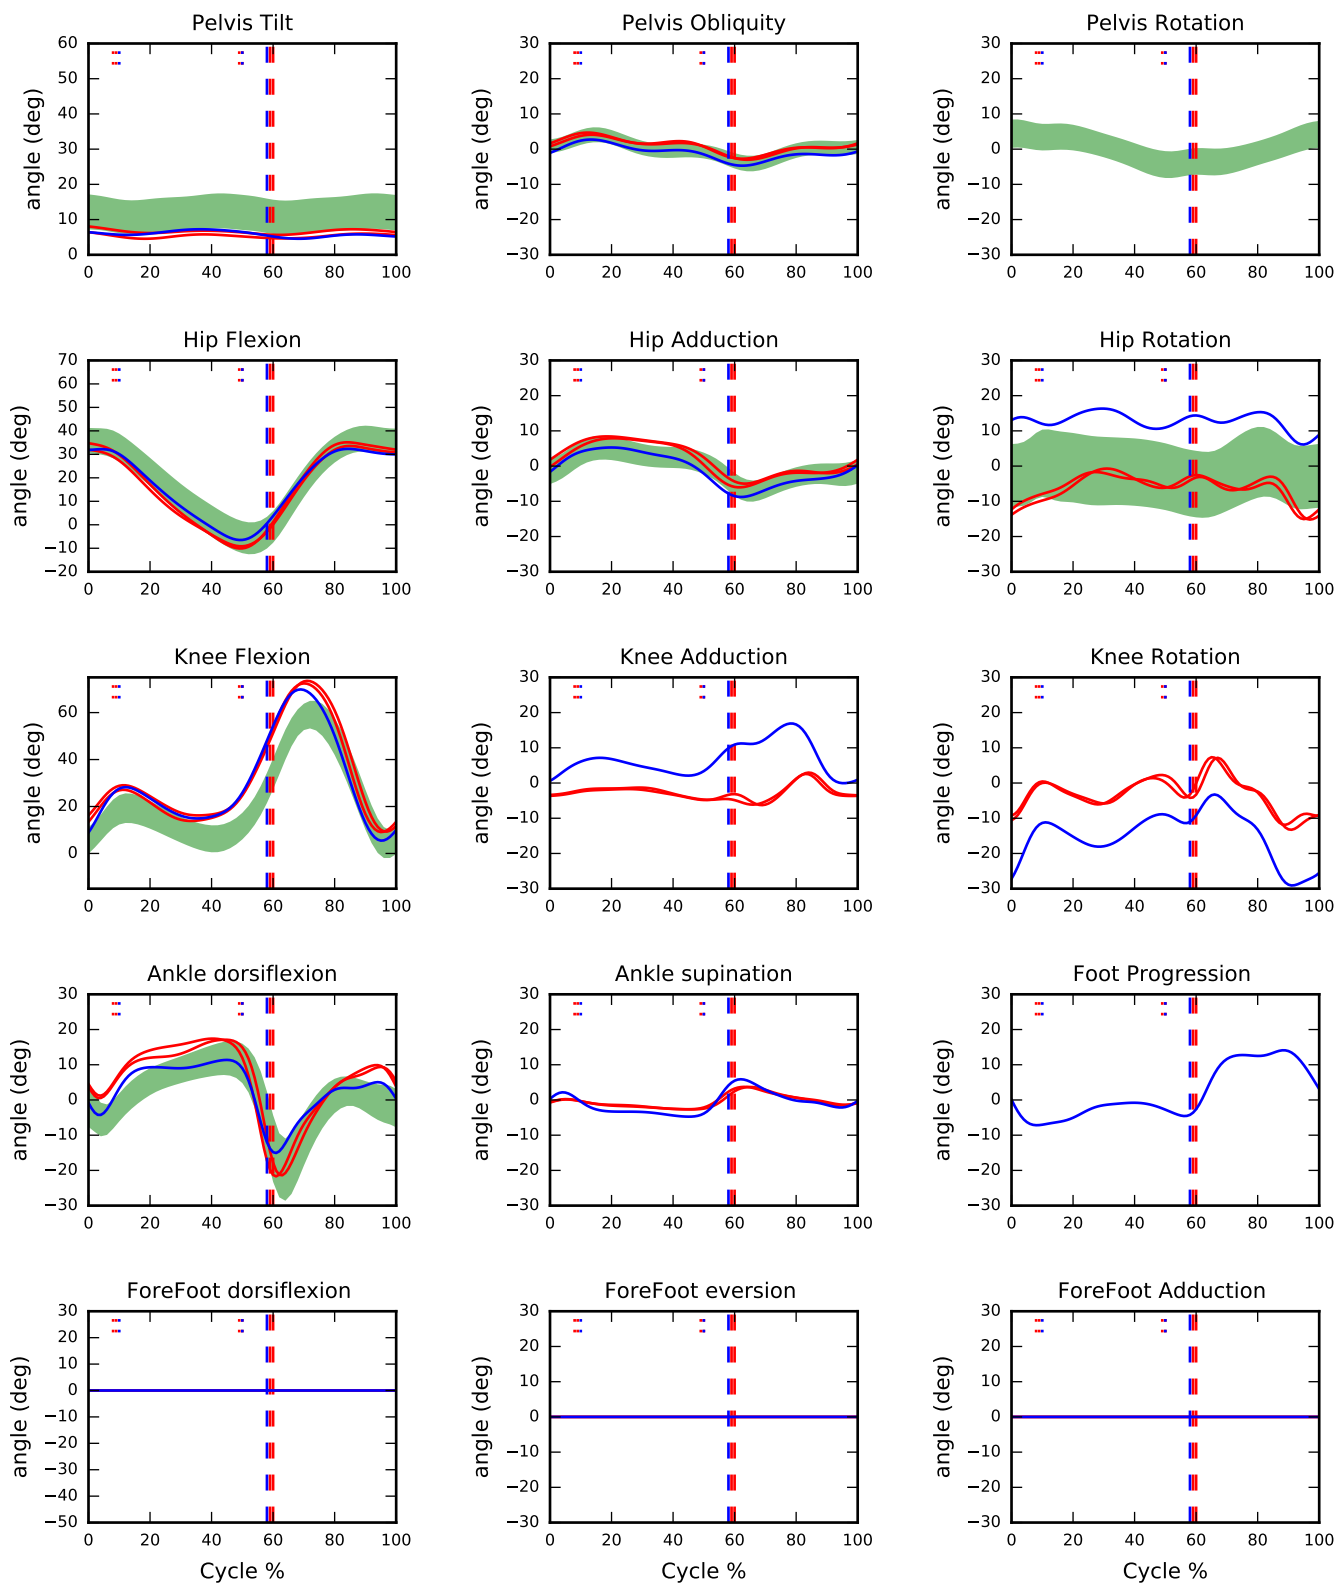 Pelvis Tilt Pelvis Obliquity Pelvis Rotation
angle (deg) angle (deg) angle (deg)
60 50 40 30 20 10 0
30 20 10 0 −10 −20 −30
30 20 10 0 −10 −20 −30
0 20 40 60 80 100 0 20 40 60 80 100 0 20 40 60 80 100
Hip Flexion Hip Adduction Hip Rotation
angle (deg) angle (deg) angle (deg)
70 60 50 40 30 20 10 0 −10 −20
30 20 10 0 −10 −20 −30
30 20 10 0 −10 −20 −30
0 20 40 60 80 100 0 20 40 60 80 100 0 20 40 60 80 100
Knee Flexion Knee Adduction Knee Rotation
angle (deg) angle (deg) angle (deg)
60 40 20 0
30 20 10 0 −10 −20 −30
30 20 10 0 −10 −20 −30
0 20 40 60 80 100 0 20 40 60 80 100 0 20 40 60 80 100
Ankle dorsiflexion Ankle supination Foot Progression
angle (deg) angle (deg) angle (deg)
30 20 10 0 −10 −20 −30
30 20 10 0 −10 −20 −30
30 20 10 0 −10 −20 −30
0 20 40 60 80 100 0 20 40 60 80 100 0 20 40 60 80 100
ForeFoot dorsiflexion ForeFoot eversion ForeFoot Adduction
angle (deg) angle (deg) angle (deg)
30 20 10 0 −10 −20 −30 −40 −50
30 20 10 0 −10 −20 −30
30 20 10 0 −10 −20 −30
0 20 40 60 80 100 0 20 40 60 80 100 0 20 40 60 80 100
Cycle % Cycle % Cycle %